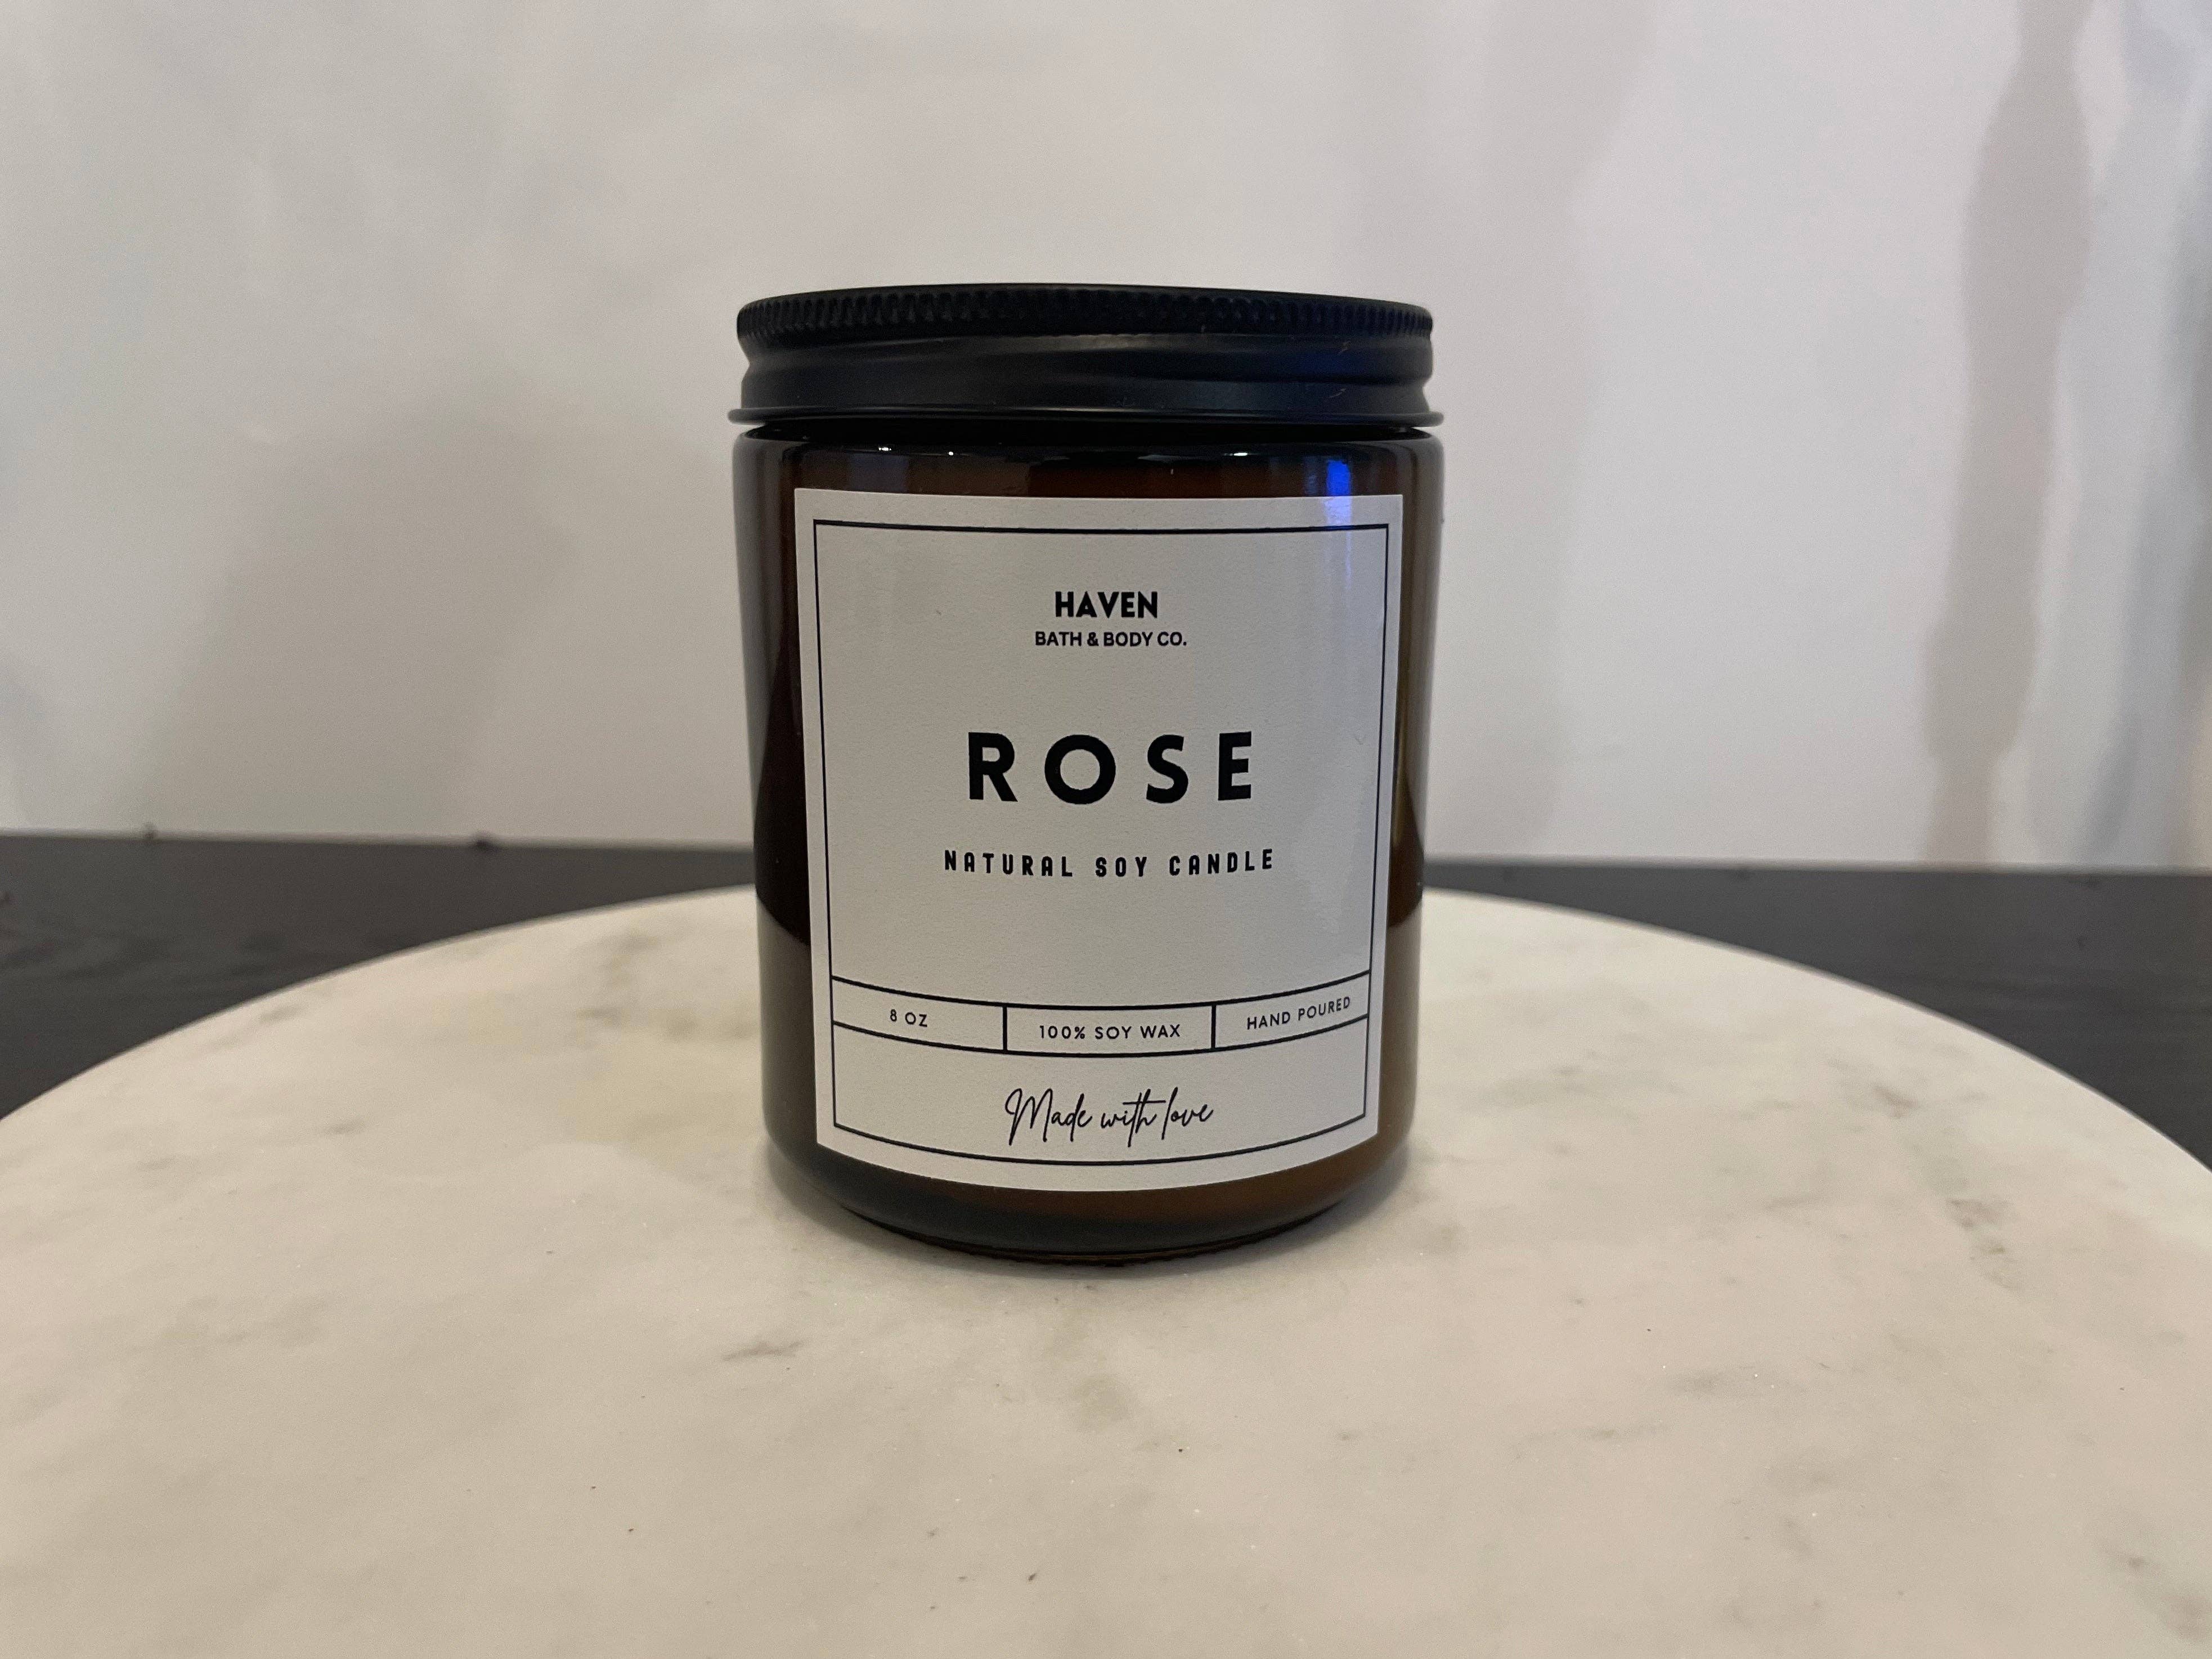 HAVEN
BATH & BODY CO.
ROSE
NATURAL SOY CANDLE
8 OZ
100% SOY WAX
HAND POURED
Made with love